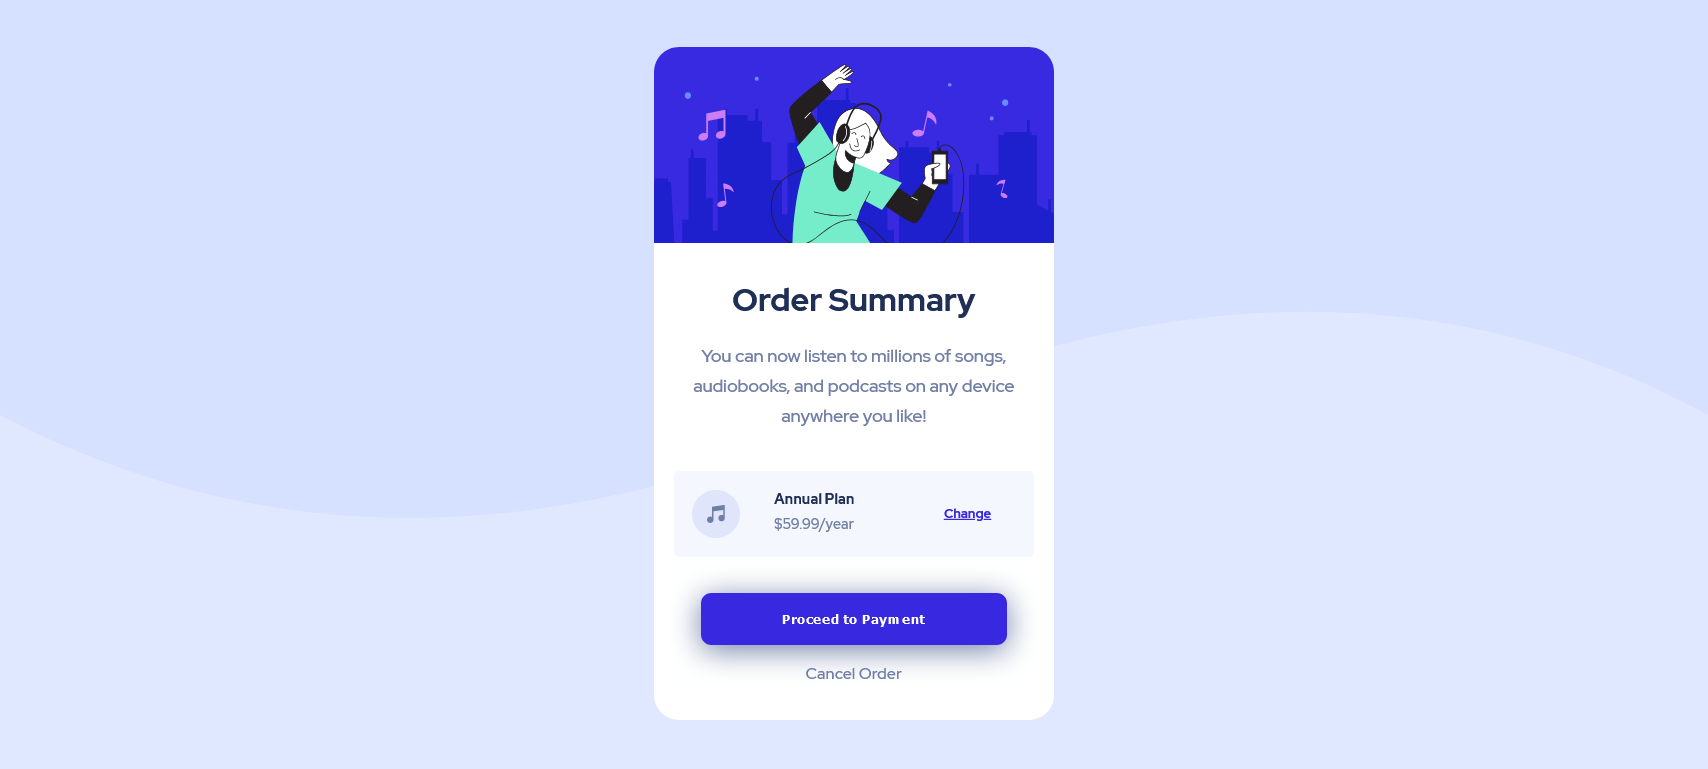 Order Summary
You can now listen to millions of songs,
audiobooks, and podcasts on any device
anywhere you like!
Annual Plan
$59.99/year
Change
Proceed to Payment
Cancel Order